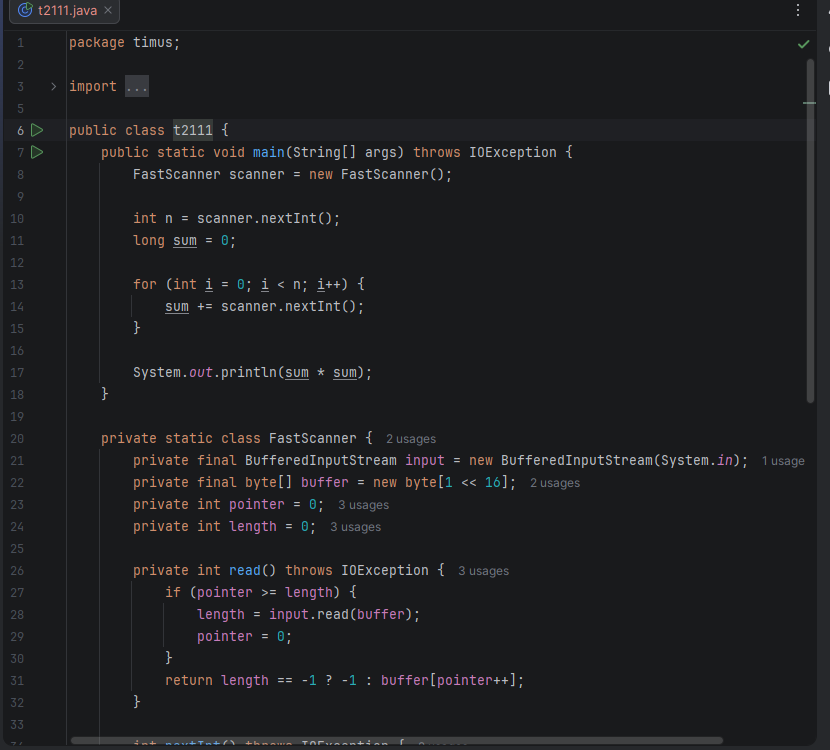 t2111.java
1 package timus;
2
3 import ...
5
6 public class t2111 {
7 public static void main(String[] args) throws IOException {
8 FastScanner scanner = new FastScanner();
9
10 int n = scanner.nextInt();
11 long sum = 0;
12
13 for (int i = 0; i < n; i++) {
14 sum += scanner.nextInt();
15 }
16
17 System.out.println(sum * sum);
18 }
19
20 private static class FastScanner { 2 usages
21 private final BufferedInputStream input = new BufferedInputStream(System.in); 1 usage
22 private final byte[] buffer = new byte[1 << 16]; 2 usages
23 private int pointer = 0; 3 usages
24 private int length = 0; 3 usages
25
26 private int read() throws IOException { 3 usages
27 if (pointer >= length) {
28 length = input.read(buffer);
29 pointer = 0;
30 }
31 return length == -1 ? -1 : buffer[pointer++];
32 }
33
int nextInt() throws IOException {